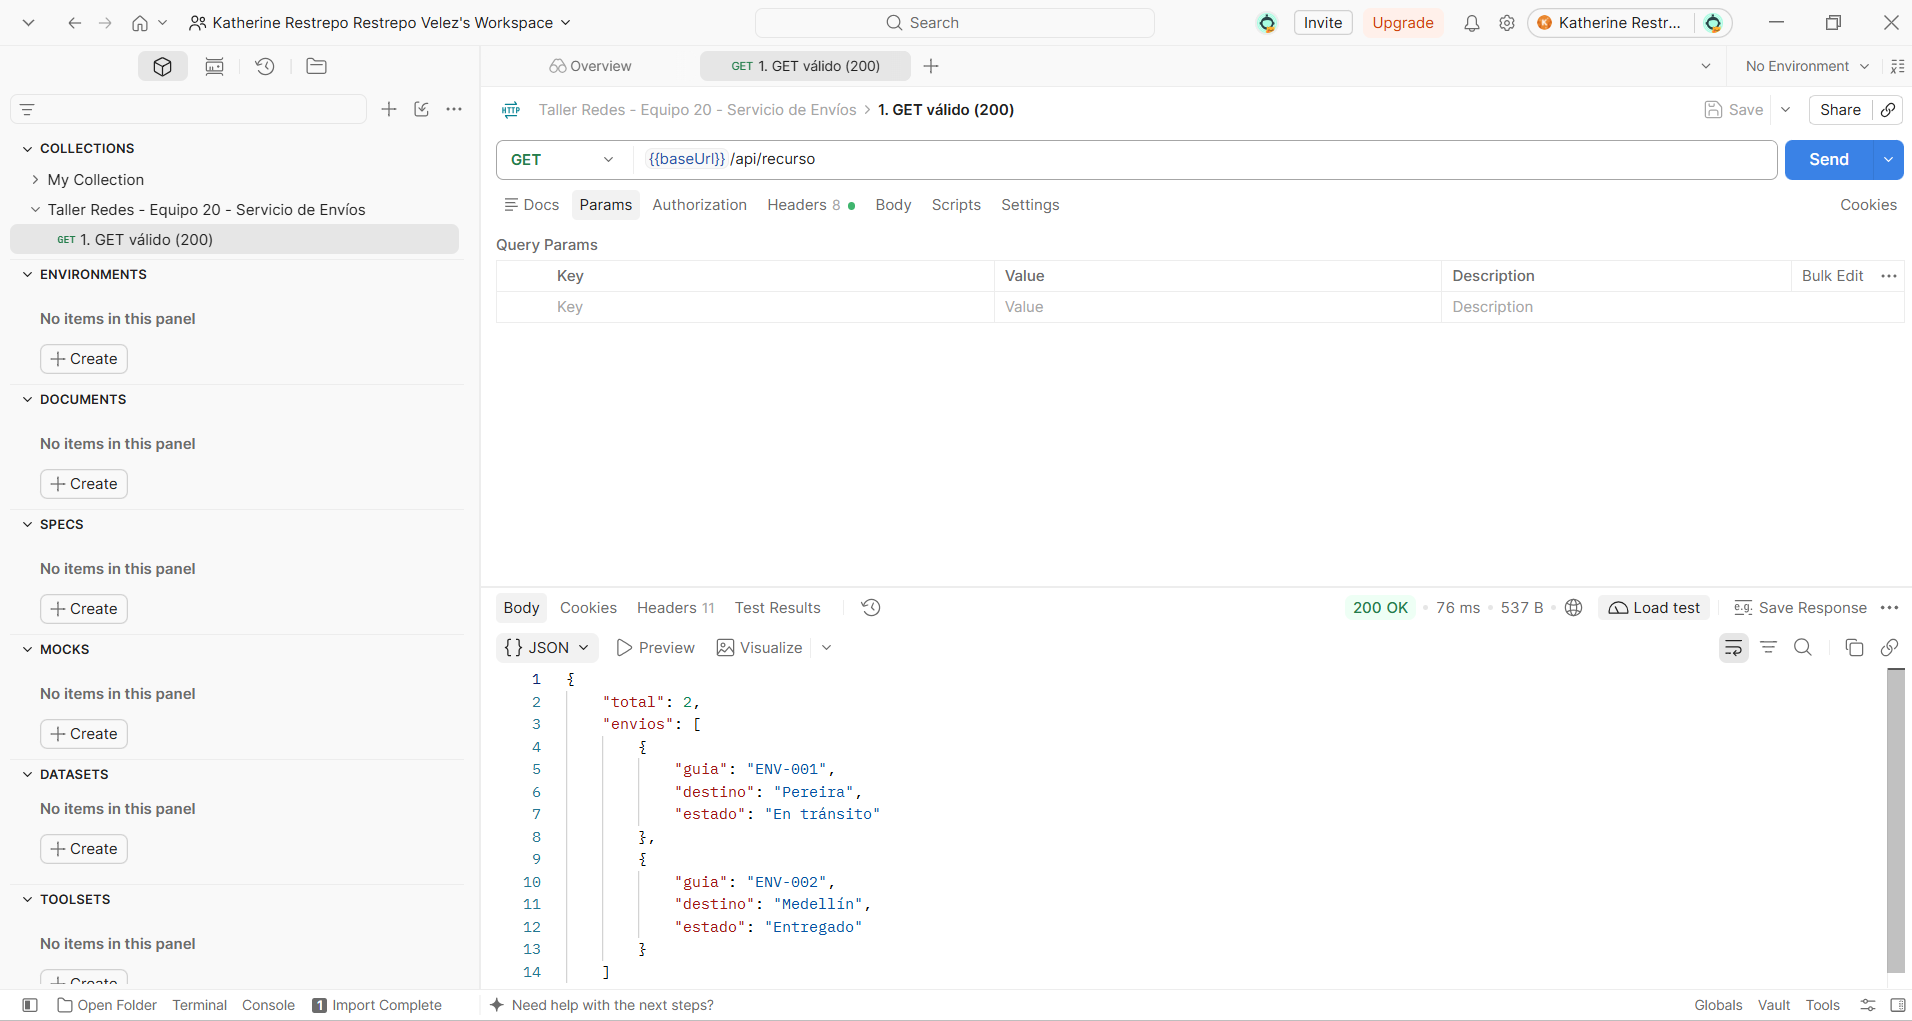 Katherine Restrepo Restrepo Velez's Workspace
Search
Invite
Upgrade
K
Katherine Restr...
Overview
GET 1. GET válido (200)
No Environment
HTTP
Taller Redes - Equipo 20 - Servicio de Envíos > 1. GET válido (200)
Save
Share
COLLECTIONS
My Collection
Taller Redes - Equipo 20 - Servicio de Envíos
GET 1. GET válido (200)
ENVIRONMENTS
No items in this panel
Create
DOCUMENTS
No items in this panel
Create
SPECS
No items in this panel
Create
MOCKS
No items in this panel
Create
DATASETS
No items in this panel
Create
TOOLSETS
No items in this panel
Create
GET
{{baseUrl}} /api/recurso
Send
Docs
Params
Authorization
Headers 8
Body
Scripts
Settings
Cookies
Query Params
Key Value Description Bulk Edit
Key Value Description
Body
Cookies
Headers 11
Test Results
200 OK
76 ms
537 B
Load test
e.g. Save Response
{} JSON
Preview
Visualize
1 {
2 "total": 2,
3 "envios": [
4 {
5 "guia": "ENV-001",
6 "destino": "Pereira",
7 "estado": "En tránsito"
8 },
9 {
10 "guia": "ENV-002",
11 "destino": "Medellín",
12 "estado": "Entregado"
13 }
14 ]
Open Folder
Terminal
Console
1 Import Complete
Need help with the next steps?
Globals
Vault
Tools